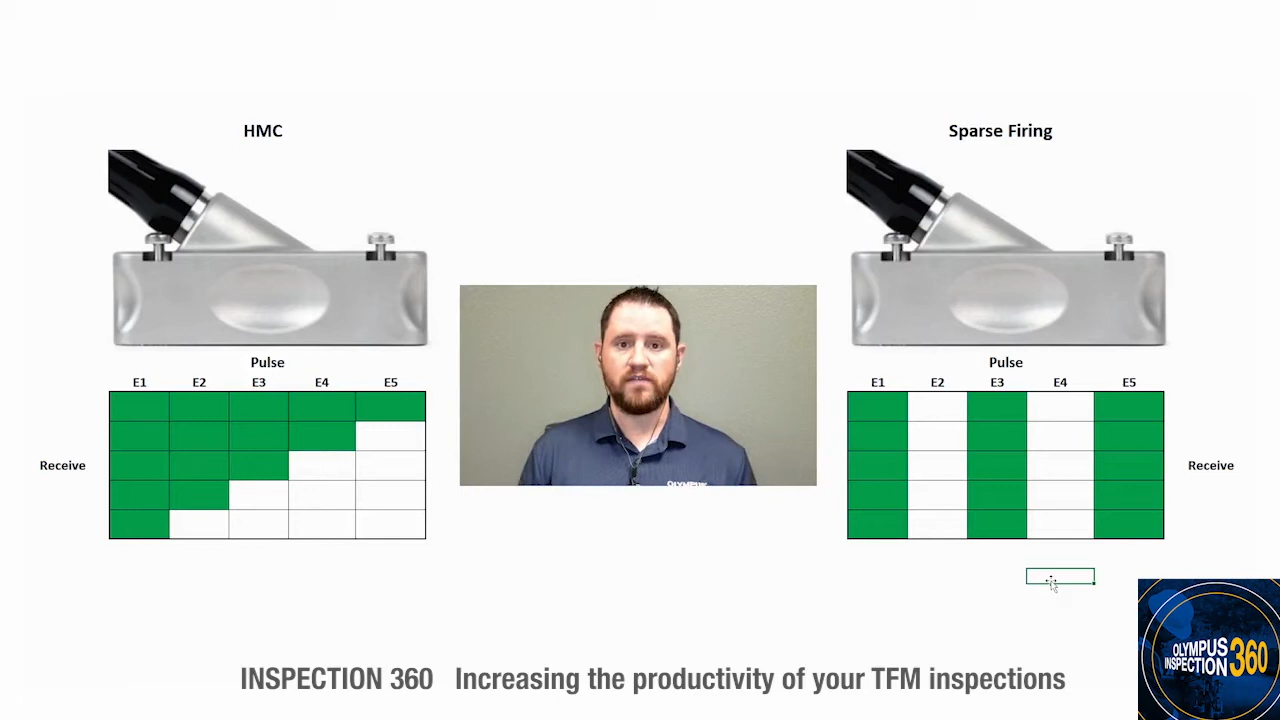 HMC
Sparse Firing
Pulse
E1 E2 E3 E4 E5
Receive
Pulse
E1 E2 E3 E4 E5
Receive
OLYMPUS
OLYMPUS
INSPECTION 360
INSPECTION 360 Increasing the productivity of your TFM inspections